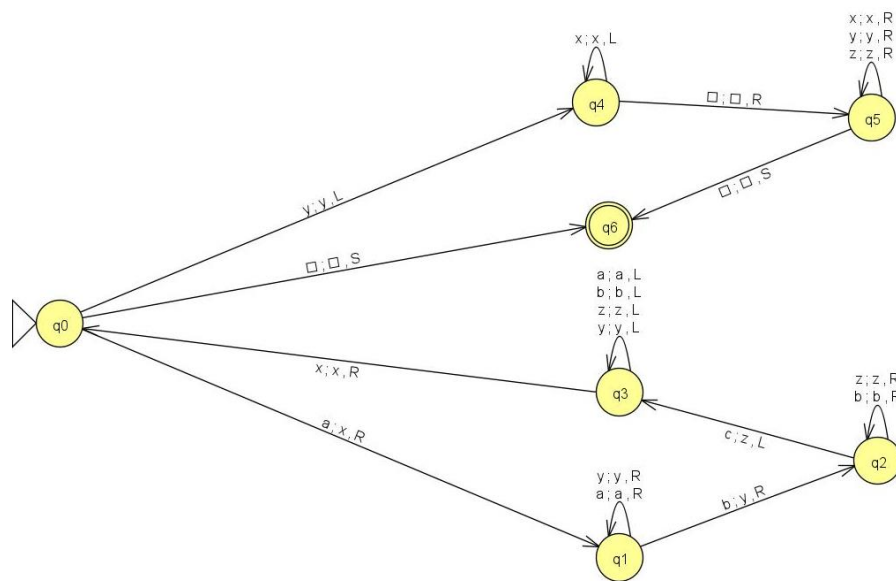 x ; x , R
y ; y , R
z ; z , R
x ; x , L
q4
□ ; □ , R
q5
y ; y , L
□ ; □ , S
q6
□ ; □ , S
a ; a , L
b ; b , L
z ; z , L
y ; y , L
q0
x ; x , R
q3
z ; z , R
b ; b , R
a ; x , R
c ; z , L
q2
y ; y , R
a ; a , R
b ; y , R
q1